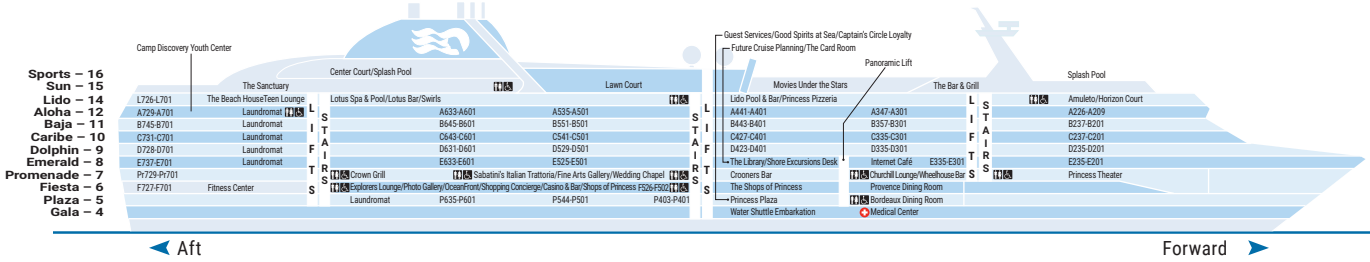 Guest Services/Good Spirits at Sea/Captain's Circle Loyalty
Camp Discovery Youth Center
Future Cruise Planning/The Card Room
Panoramic Lift
Sports – 16 Center Court/Splash Pool Splash Pool
Sun – 15 The Sanctuary Lawn Court Movies Under the Stars The Bar & Grill
Lido – 14 L726-L701 The Beach House Teen Lounge Lotus Spa & Pool/Lotus Bar/Swirls Lido Pool & Bar/Princess Pizzeria Amuleto/Horizon Court
Aloha – 12 A729-A701 Laundromat A633-A601 A535-A501 A441-A401 A347-A301 A226-A209
Baja – 11 B745-B701 Laundromat B645-B601 B551-B501 B443-B401 B357-B301 B237-B201
Caribe – 10 C731-C701 Laundromat C643-C601 C541-C501 C427-C401 C335-C301 C237-C201
Dolphin – 9 D728-D701 Laundromat D631-D601 D529-D501 D423-D401 D335-D301 D235-D201
Emerald – 8 E737-E701 Laundromat E633-E601 E525-E501 The Library/Shore Excursions Desk Internet Café E335-E301 E235-E201
Promenade – 7 Pr729-Pr701 Crown Grill Sabatini's Italian Trattoria/Fine Arts Gallery/Wedding Chapel Crooners Bar Churchill Lounge/Wheelhouse Bar Princess Theater
Fiesta – 6 F727-F701 Fitness Center Explorers Lounge/Photo Gallery/OceanFront/Shopping Concierge/Casino & Bar/Shops of Princess F526-F502 The Shops of Princess Provence Dining Room
Plaza – 5 Laundromat P635-P601 P544-P501 P403-P401 Princess Plaza Bordeaux Dining Room
Gala – 4 Water Shuttle Embarkation Medical Center
LIFTS
STAIRS
STAIRS
LIFTS
LIFTS
STAIRS
Aft Forward